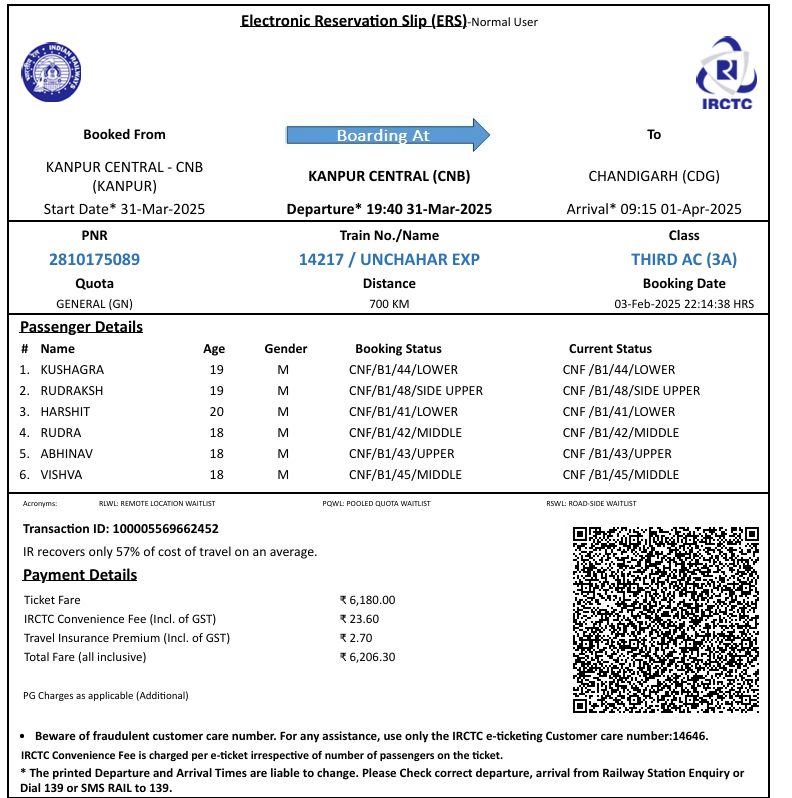 Electronic Reservation Slip (ERS)-Normal User
INDIAN RAILWAYS
IRCTC
Booked From Boarding At To
KANPUR CENTRAL - CNB
(KANPUR) KANPUR CENTRAL (CNB) CHANDIGARH (CDG)
Start Date* 31-Mar-2025 Departure* 19:40 31-Mar-2025 Arrival* 09:15 01-Apr-2025
PNR Train No./Name Class
2810175089 14217 / UNCHAHAR EXP THIRD AC (3A)
Quota Distance Booking Date
GENERAL (GN) 700 KM 03-Feb-2025 22:14:38 HRS
Passenger Details
# Name Age Gender Booking Status Current Status
1. KUSHAGRA 19 M CNF/B1/44/LOWER CNF /B1/44/LOWER
2. RUDRAKSH 19 M CNF/B1/48/SIDE UPPER CNF /B1/48/SIDE UPPER
3. HARSHIT 20 M CNF/B1/41/LOWER CNF /B1/41/LOWER
4. RUDRA 18 M CNF/B1/42/MIDDLE CNF /B1/42/MIDDLE
5. ABHINAV 18 M CNF/B1/43/UPPER CNF /B1/43/UPPER
6. VISHVA 18 M CNF/B1/45/MIDDLE CNF /B1/45/MIDDLE
Acronyms: RLWL: REMOTE LOCATION WAITLIST PQWL: POOLED QUOTA WAITLIST RSWL: ROAD-SIDE WAITLIST
Transaction ID: 100005569662452
IR recovers only 57% of cost of travel on an average.
Payment Details
Ticket Fare ₹ 6,180.00
IRCTC Convenience Fee (Incl. of GST) ₹ 23.60
Travel Insurance Premium (Incl. of GST) ₹ 2.70
Total Fare (all inclusive) ₹ 6,206.30
PG Charges as applicable (Additional)
• Beware of fraudulent customer care number. For any assistance, use only the IRCTC e-ticketing Customer care number:14646.
IRCTC Convenience Fee is charged per e-ticket irrespective of number of passengers on the ticket.
* The printed Departure and Arrival Times are liable to change. Please Check correct departure, arrival from Railway Station Enquiry or
Dial 139 or SMS RAIL to 139.